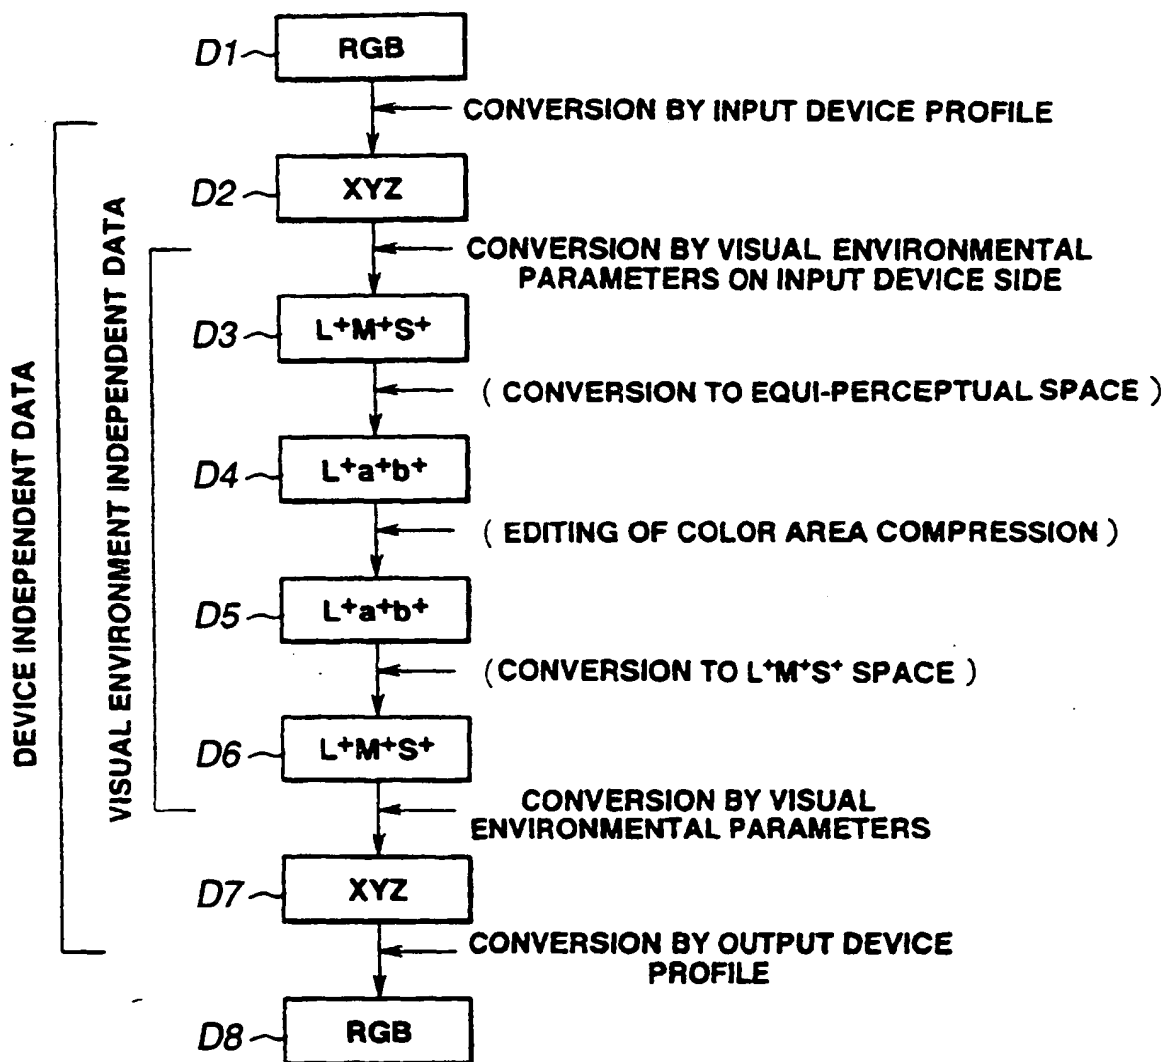 D1 RGB
CONVERSION BY INPUT DEVICE PROFILE
D2 XYZ
CONVERSION BY VISUAL ENVIRONMENTAL
PARAMETERS ON INPUT DEVICE SIDE
D3 L⁺M⁺S⁺
( CONVERSION TO EQUI-PERCEPTUAL SPACE )
D4 L⁺a⁺b⁺
( EDITING OF COLOR AREA COMPRESSION )
D5 L⁺a⁺b⁺
( CONVERSION TO L⁺M⁺S⁺ SPACE )
D6 L⁺M⁺S⁺
CONVERSION BY VISUAL
ENVIRONMENTAL PARAMETERS
D7 XYZ
CONVERSION BY OUTPUT DEVICE
PROFILE
D8 RGB
DEVICE INDEPENDENT DATA
VISUAL ENVIRONMENT INDEPENDENT DATA